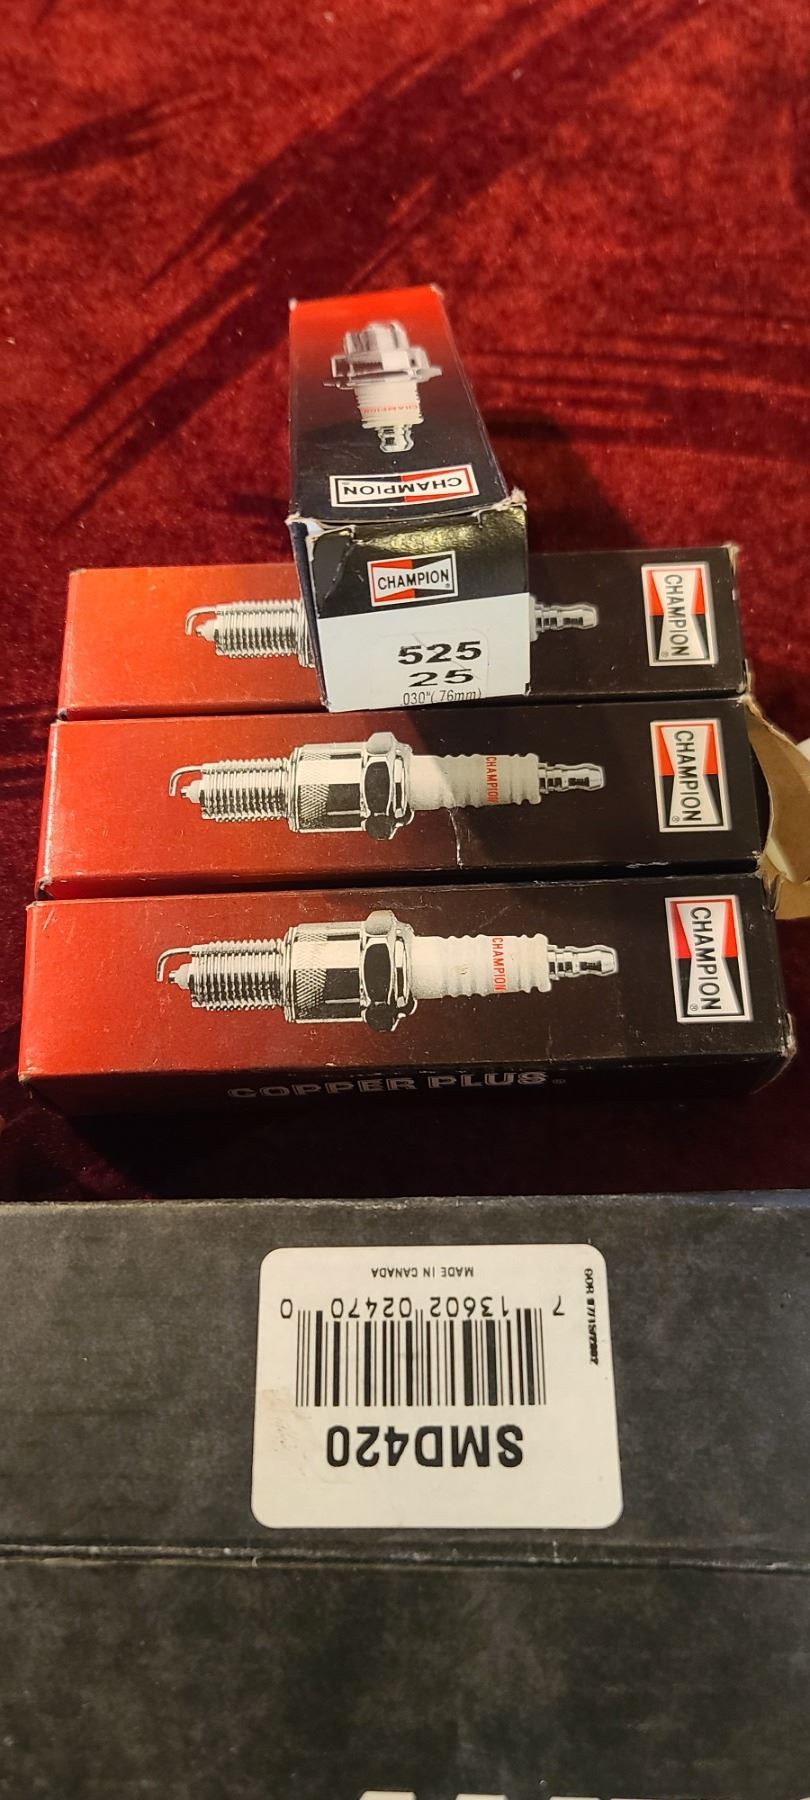 CHAMPION
CHAMPION
CHAMPION
525
25
.030"(.76mm)
CHAMPION
CHAMPION
CHAMPION
CHAMPION
CHAMPION
COPPER PLUS®
MADE IN CANADA
7 13602 02470 0
SMD420